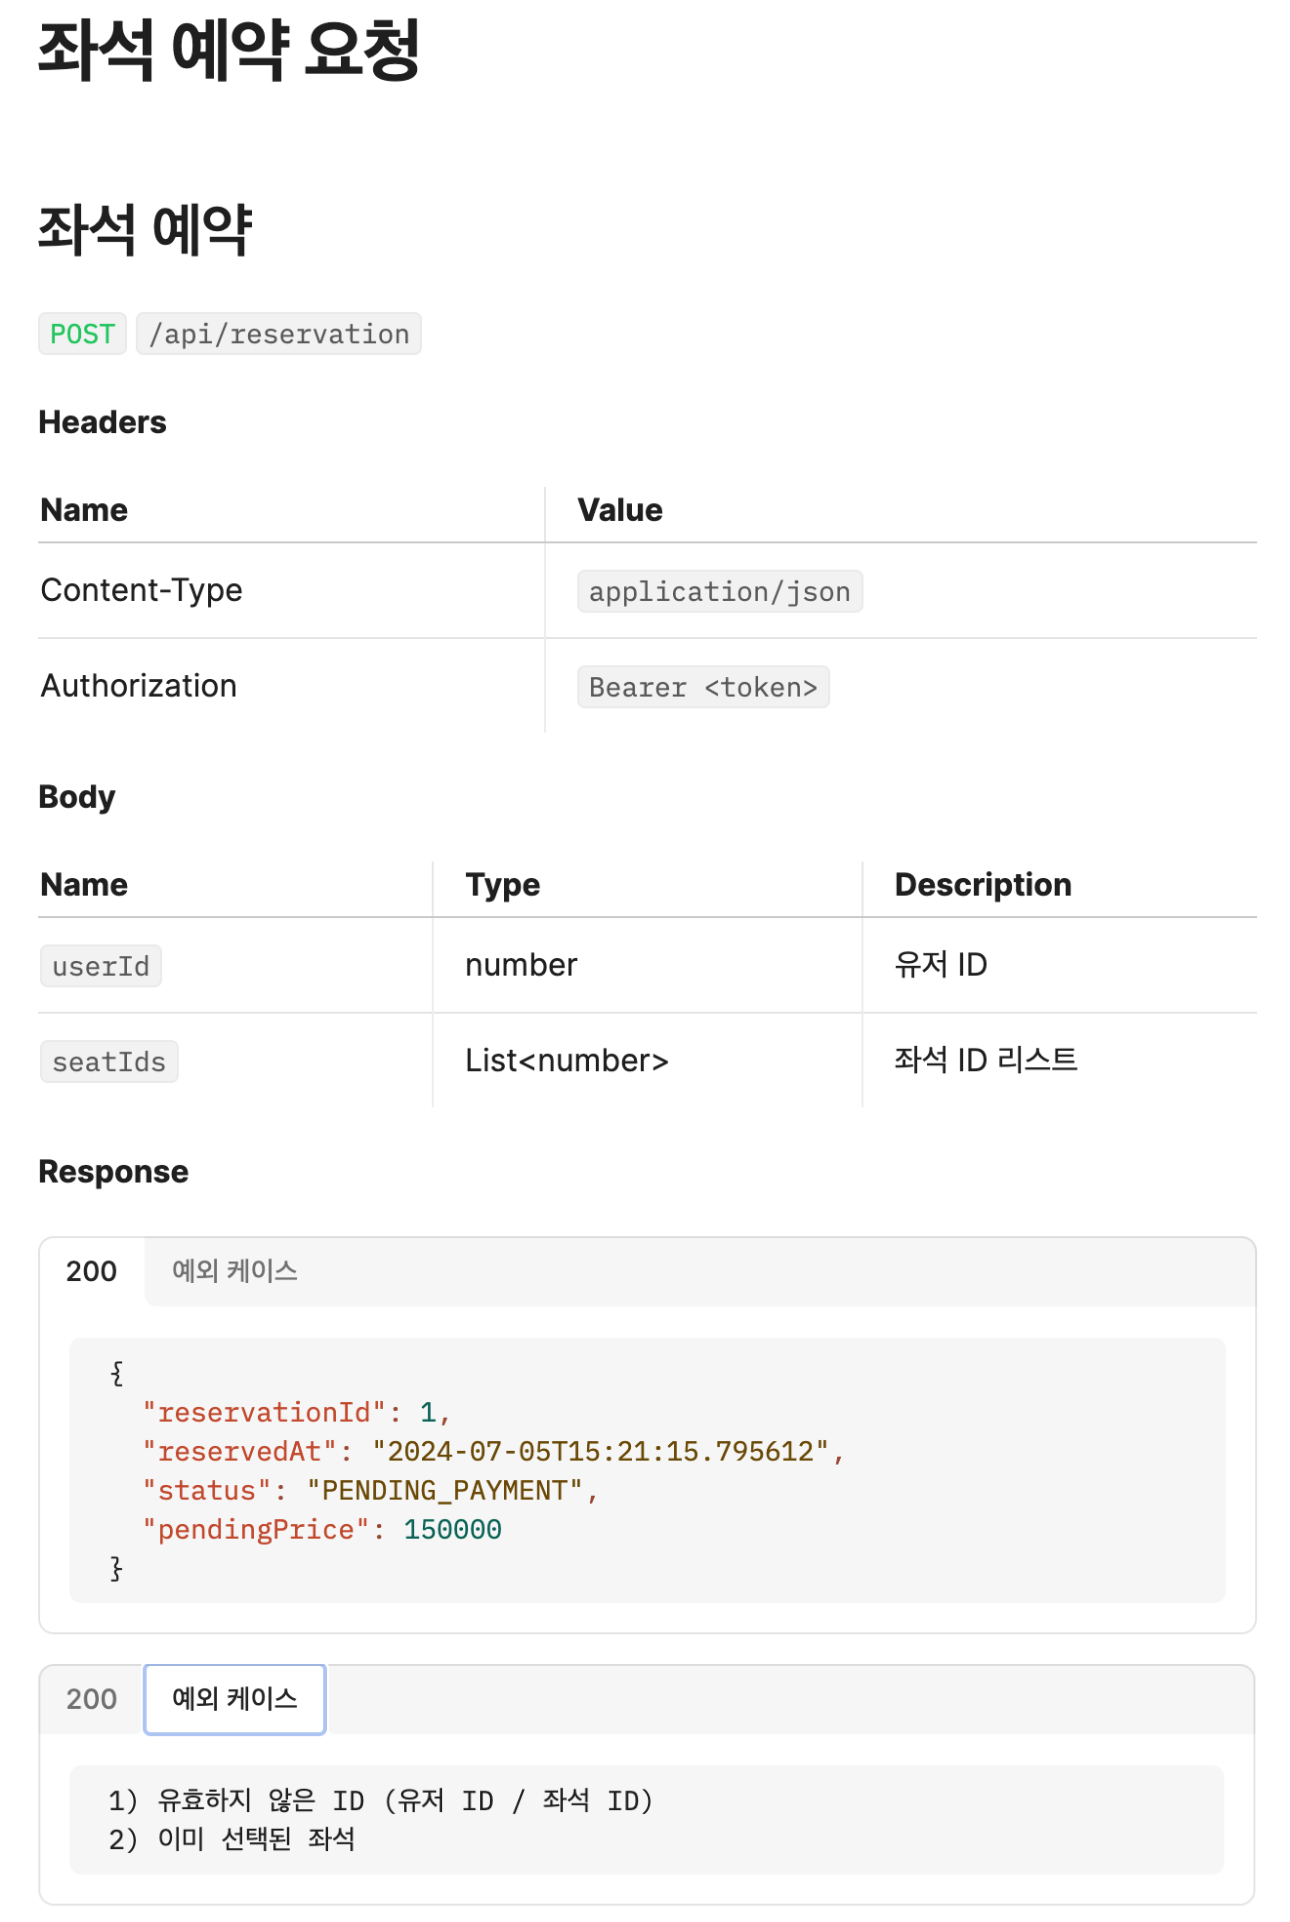 좌석 예약 요청
좌석 예약
POST /api/reservation
Headers
Name Value
Content-Type application/json
Authorization Bearer <token>
Body
Name Type Description
userId number 유저 ID
seatIds List<number> 좌석 ID 리스트
Response
200 예외 케이스
{
"reservationId": 1,
"reservedAt": "2024-07-05T15:21:15.795612",
"status": "PENDING_PAYMENT",
"pendingPrice": 150000
}
200 예외 케이스
1) 유효하지 않은 ID (유저 ID / 좌석 ID)
2) 이미 선택된 좌석